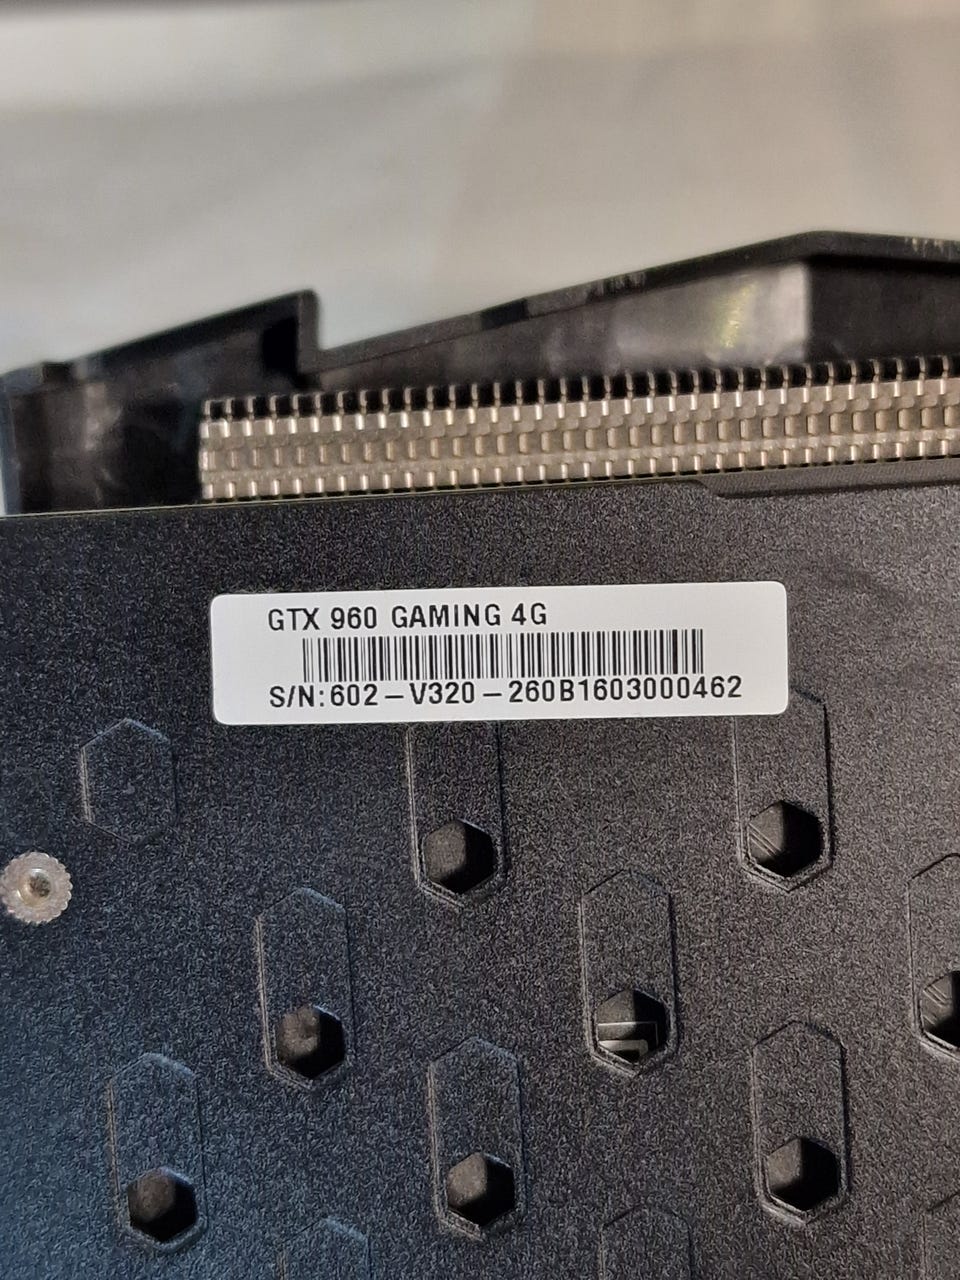 GTX 960 GAMING 4G
S/N:602-V320-260B1603000462